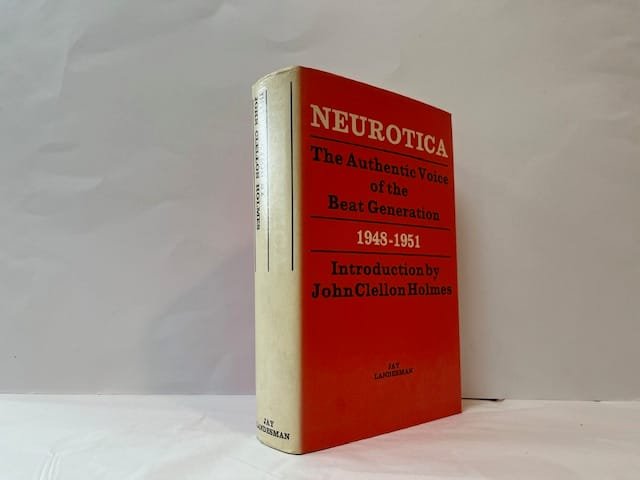 NEUROTICA
The Authentic Voice
of the
Beat Generation
1948-1951
Introduction by
John Clellon Holmes
JAY
LANDESMAN
JOHN CLELLON HOLMES
JAY
LANDESMAN